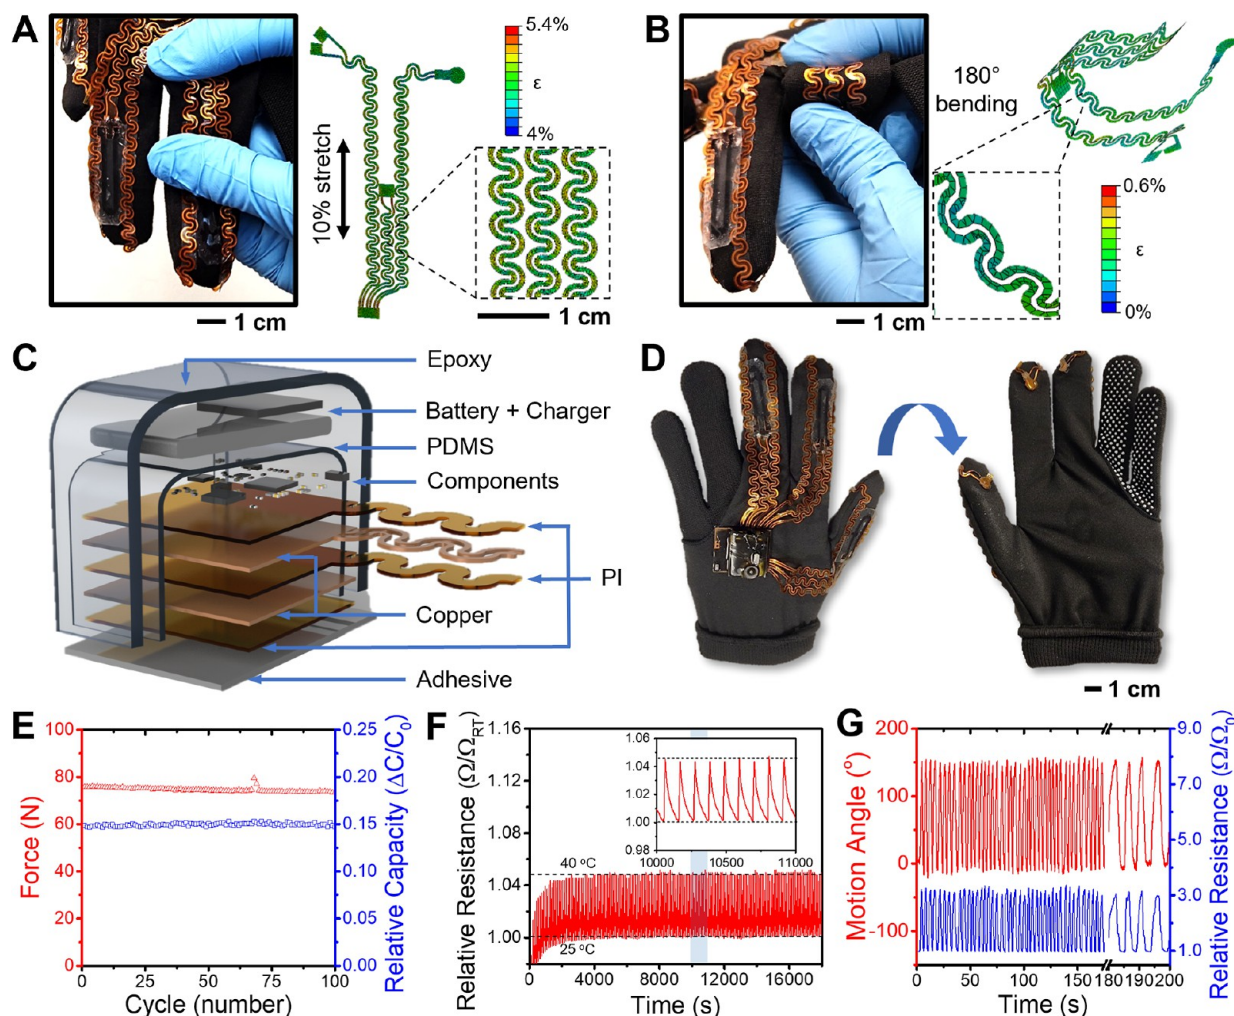 A
10% stretch
5.4%
ε
4%
1 cm
1 cm
B
180°
bending
0.6%
ε
0%
1 cm
C
Epoxy
Battery + Charger
PDMS
Components
PI
Copper
Adhesive
D
1 cm
E
Force (N)
100
80
60
40
20
0
0.25
0.20
0.15
0.10
0.05
0.00
Relative Capacity (ΔC/C₀)
0 25 50 75 100
Cycle (number)
F
Relative Resistance (Ω/Ω_RT)
1.16
1.12
1.08
1.04
1.00
1.06
1.04
1.02
1.00
0.98
10000 10500 11000
40 °C
25 °C
0 4000 8000 12000 16000
Time (s)
G
Motion Angle (°)
200
100
0
-100
9.0
7.0
5.0
3.0
1.0
Relative Resistance (Ω/Ω₀)
0 50 100 150 180 190 200
Time (s)